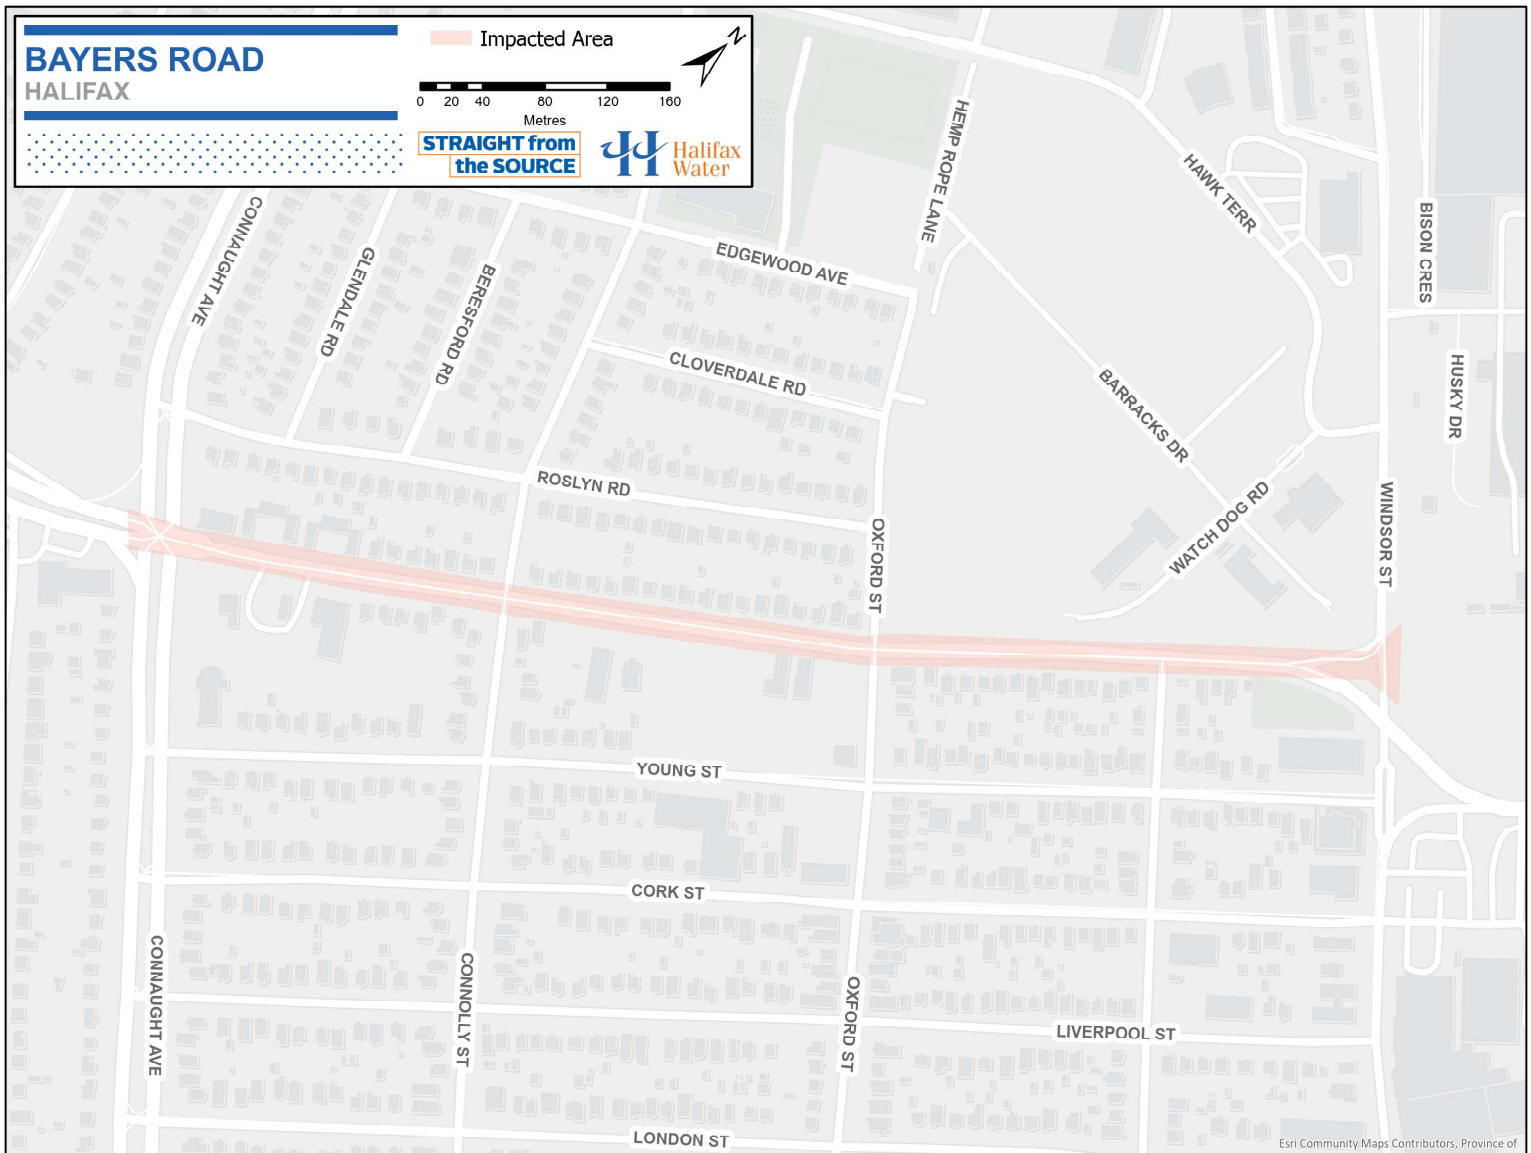 BAYERS ROAD
HALIFAX
Impacted Area
N
0 20 40 80 120 160
Metres
STRAIGHT from
the SOURCE
Halifax
Water
CONNAUGHT AVE
GLENDALE RD
BERESFORD RD
EDGEWOOD AVE
CLOVERDALE RD
HEMP ROPE LANE
HAWK TERR
BISON CRES
HUSKY DR
BARRACKS DR
WATCH DOG RD
WINDSOR ST
ROSLYN RD
OXFORD ST
YOUNG ST
CORK ST
CONNAUGHT AVE
CONNOLLY ST
OXFORD ST
LIVERPOOL ST
LONDON ST
Esri Community Maps Contributors, Province of